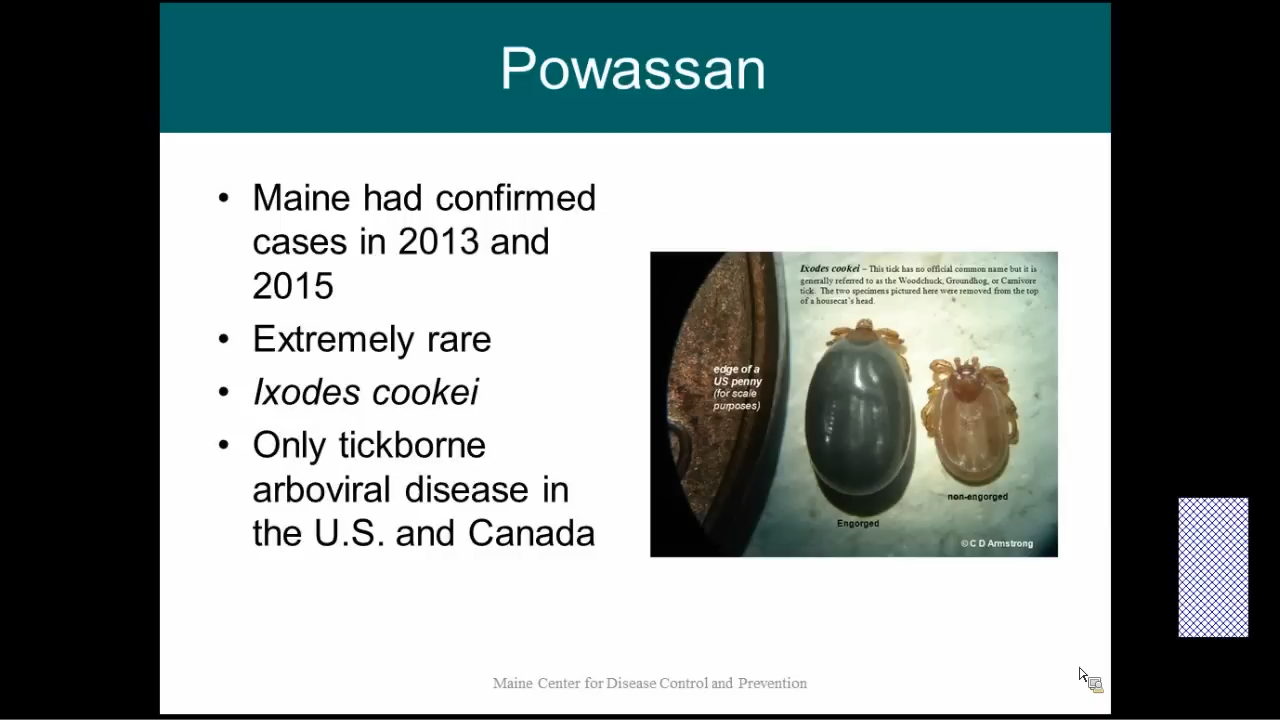 Powassan
• Maine had confirmed
cases in 2013 and
2015
• Extremely rare
• Ixodes cookei
• Only tickborne
arboviral disease in
the U.S. and Canada
Ixodes cookei – This tick has no official common name but it is
generally referred to as the Woodchuck, Groundhog, or Carnivore
tick. The two specimens pictured here were removed from the top
of a housecat's head.
edge of a
US penny
(for scale
purposes)
non-engorged
Engorged
© C D Armstrong
Maine Center for Disease Control and Prevention